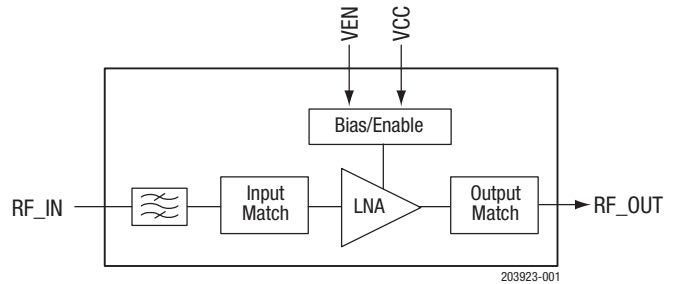 VEN
VCC
Bias/Enable
RF_IN
Input
Match
LNA
Output
Match
RF_OUT
203923-001